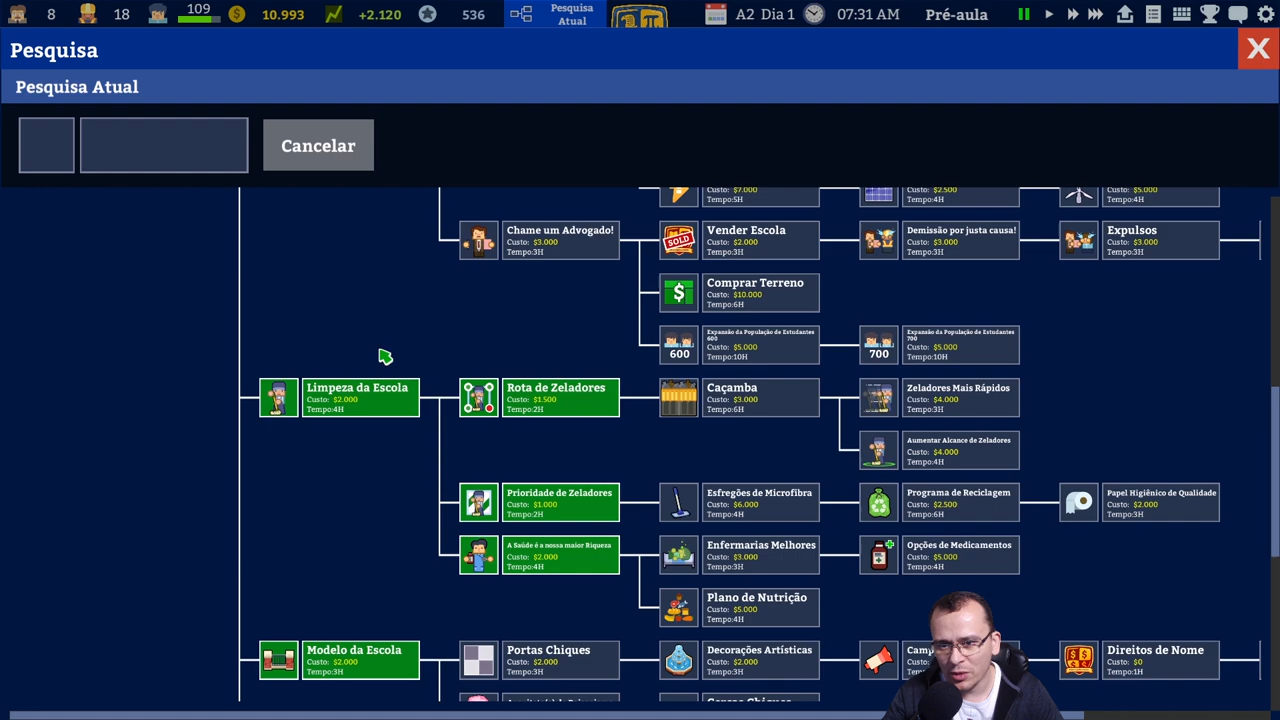 8 18 109 10.993 +2.120 536 Pesquisa Atual A2 Dia 1 07:31 AM Pré-aula
Pesquisa
Pesquisa Atual
Cancelar
Custo: $7.000
Tempo:5H
Custo: $2.500
Tempo:4H
Custo: $5.000
Tempo:4H
Chame um Advogado!
Custo: $3.000
Tempo:3H
SOLD
Vender Escola
Custo: $2.000
Tempo:3H
Demissão por justa causa!
Custo: $3.000
Tempo:3H
Expulsos
Custo: $3.000
Tempo:3H
$
Comprar Terreno
Custo: $10.000
Tempo:6H
600
Expansão da População de Estudantes
600
Custo: $5.000
Tempo:10H
700
Expansão da População de Estudantes
700
Custo: $5.000
Tempo:10H
Limpeza da Escola
Custo: $2.000
Tempo:4H
Rota de Zeladores
Custo: $1.500
Tempo:2H
Caçamba
Custo: $3.000
Tempo:6H
Zeladores Mais Rápidos
Custo: $4.000
Tempo:3H
Aumentar Alcance de Zeladores
Custo: $4.000
Tempo:4H
Prioridade de Zeladores
Custo: $1.000
Tempo:2H
Esfregões de Microfibra
Custo: $6.000
Tempo:4H
Programa de Reciclagem
Custo: $2.500
Tempo:6H
Papel Higiênico de Qualidade
Custo: $2.000
Tempo:3H
A Saúde é a nossa maior Riqueza
Custo: $2.000
Tempo:4H
Enfermarias Melhores
Custo: $3.000
Tempo:3H
Opções de Medicamentos
Custo: $5.000
Tempo:4H
Plano de Nutrição
Custo: $5.000
Tempo:4H
Modelo da Escola
Custo: $2.000
Tempo:3H
Portas Chiques
Custo: $2.000
Tempo:3H
Decorações Artísticas
Custo: $2.000
Tempo:3H
Custo:
Tempo:
Direitos de Nome
Custo: $0
Tempo:1H